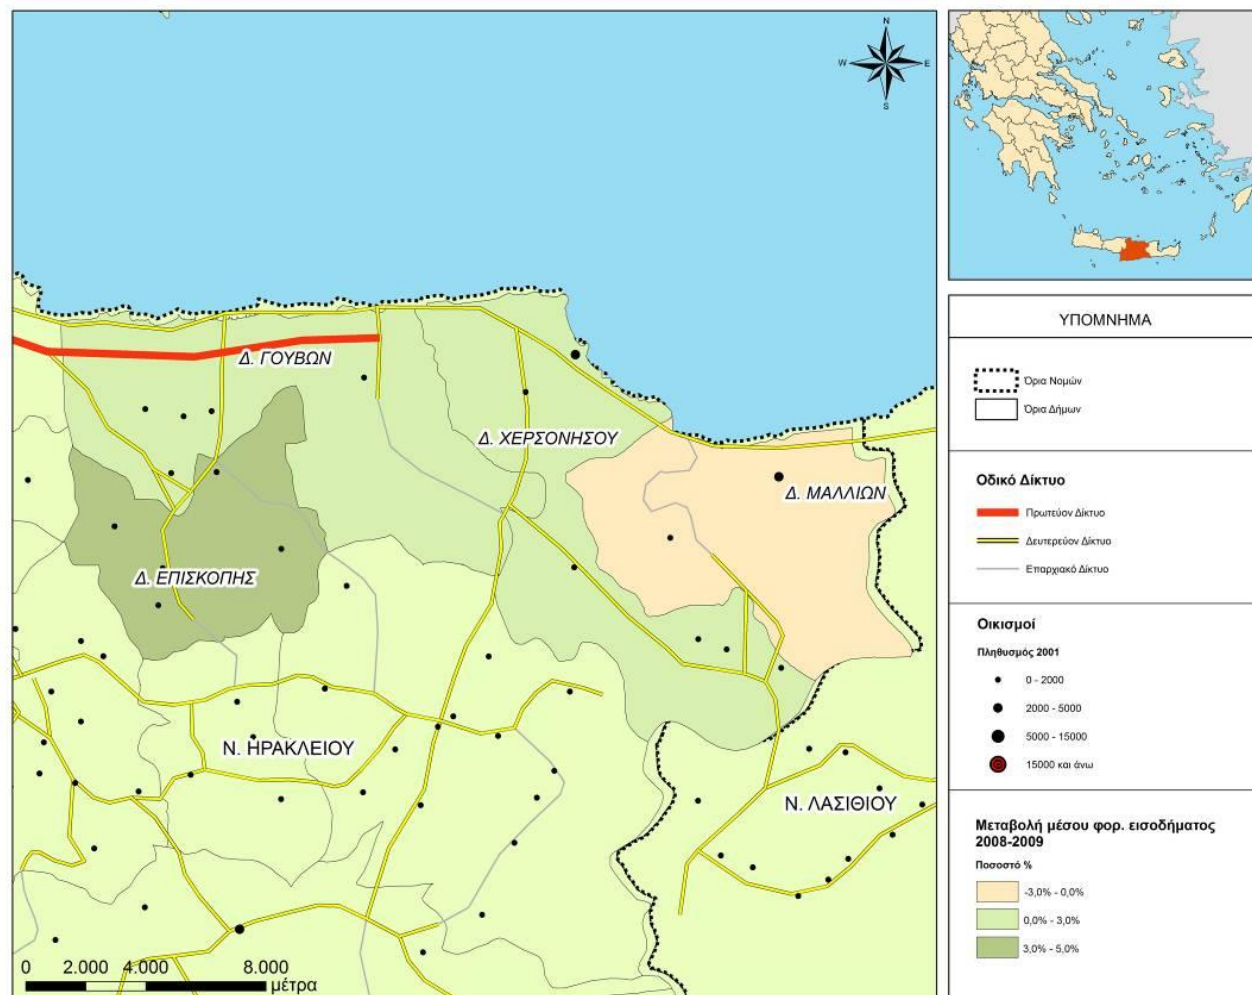 N
W
E
S
Δ. ΓΟΥΒΩΝ
Δ. ΧΕΡΣΟΝΗΣΟΥ
Δ. ΜΑΛΛΙΩΝ
Δ. ΕΠΙΣΚΟΠΗΣ
Ν. ΗΡΑΚΛΕΙΟΥ
Ν. ΛΑΣΙΘΙΟΥ
0 2.000 4.000 8.000
μέτρα
ΥΠΟΜΝΗΜΑ
Όρια Νομών
Όρια Δήμων
Οδικό Δίκτυο
Πρωτεύον Δίκτυο
Δευτερεύον Δίκτυο
Επαρχιακό Δίκτυο
Οικισμοί
Πληθυσμός 2001
0 - 2000
2000 - 5000
5000 - 15000
15000 και άνω
Μεταβολή μέσου φορ. εισοδήματος
2008-2009
Ποσοστό %
-3,0% - 0,0%
0,0% - 3,0%
3,0% - 5,0%